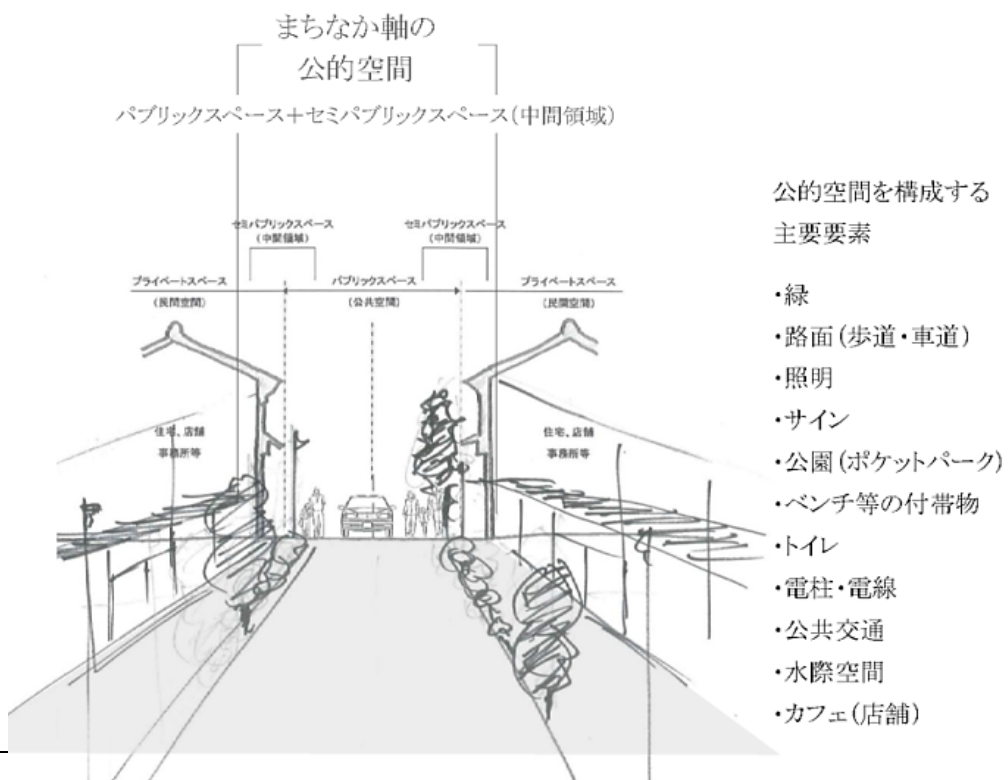 まちなか軸の
公的空間
パブリックスペース+セミパブリックスペース(中間領域)
セミパブリックスペース
(中間領域)
セミパブリックスペース
(中間領域)
プライベートスペース
(民間空間)
パブリックスペース
(公共空間)
プライベートスペース
(民間空間)
住宅、店舗
事務所等
住宅、店舗
事務所等
公的空間を構成する
主要要素
・緑
・路面(歩道・車道)
・照明
・サイン
・公園(ポケットパーク)
・ベンチ等の付帯物
・トイレ
・電柱・電線
・公共交通
・水際空間
・カフェ(店舗)